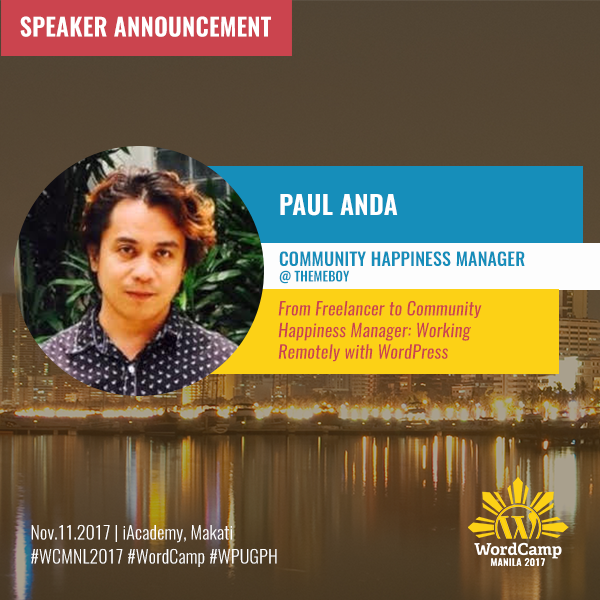 SPEAKER ANNOUNCEMENT
PAUL ANDA
COMMUNITY HAPPINESS MANAGER
@ THEMEBOY
From Freelancer to Community
Happiness Manager: Working
Remotely with WordPress
Nov.11.2017 | iAcademy, Makati
#WCMNL2017 #WordCamp #WPUGPH
W
WordCamp
MANILA 2017